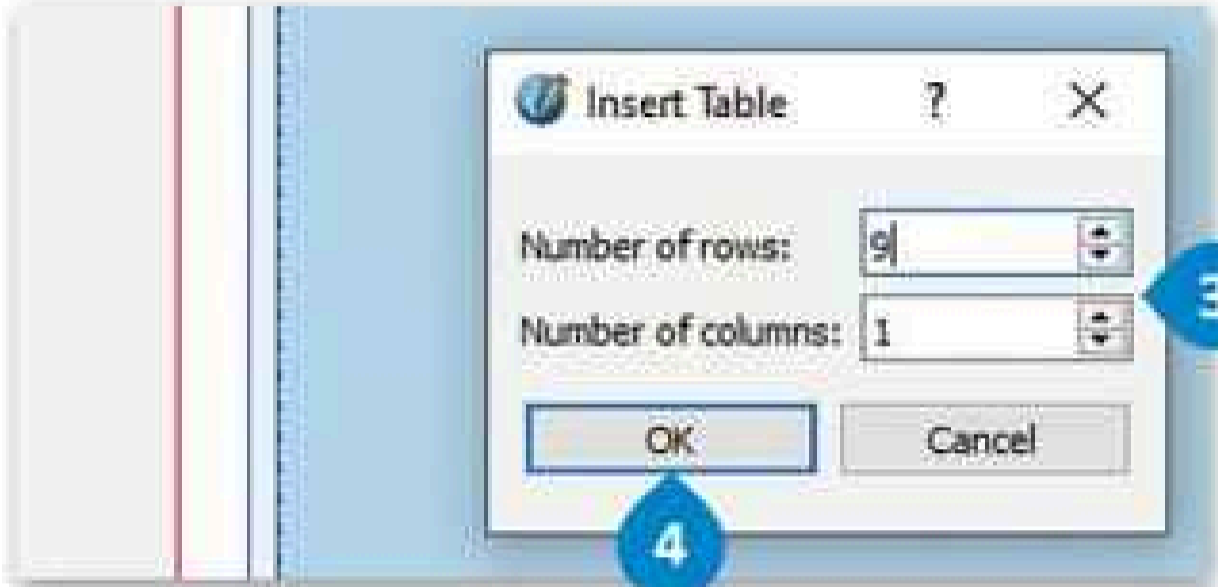 Insert Table ? X
Number of rows: 9
3
Number of columns: 1
OK Cancel
4